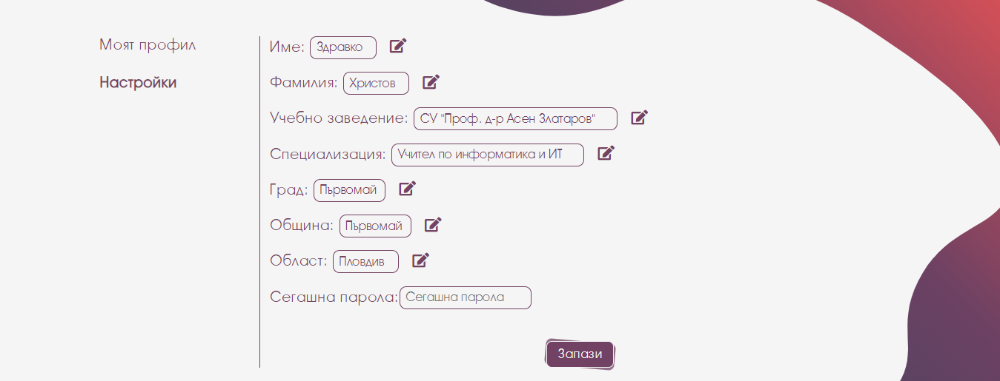 Моят профил
Настройки
Име: Здравко
Фамилия: Христов
Учебно заведение: СУ "Проф. д-р Асен Златаров"
Специализация: Учител по информатика и ИТ
Град: Първомай
Община: Първомай
Област: Пловдив
Сегашна парола: Сегашна парола
Запази